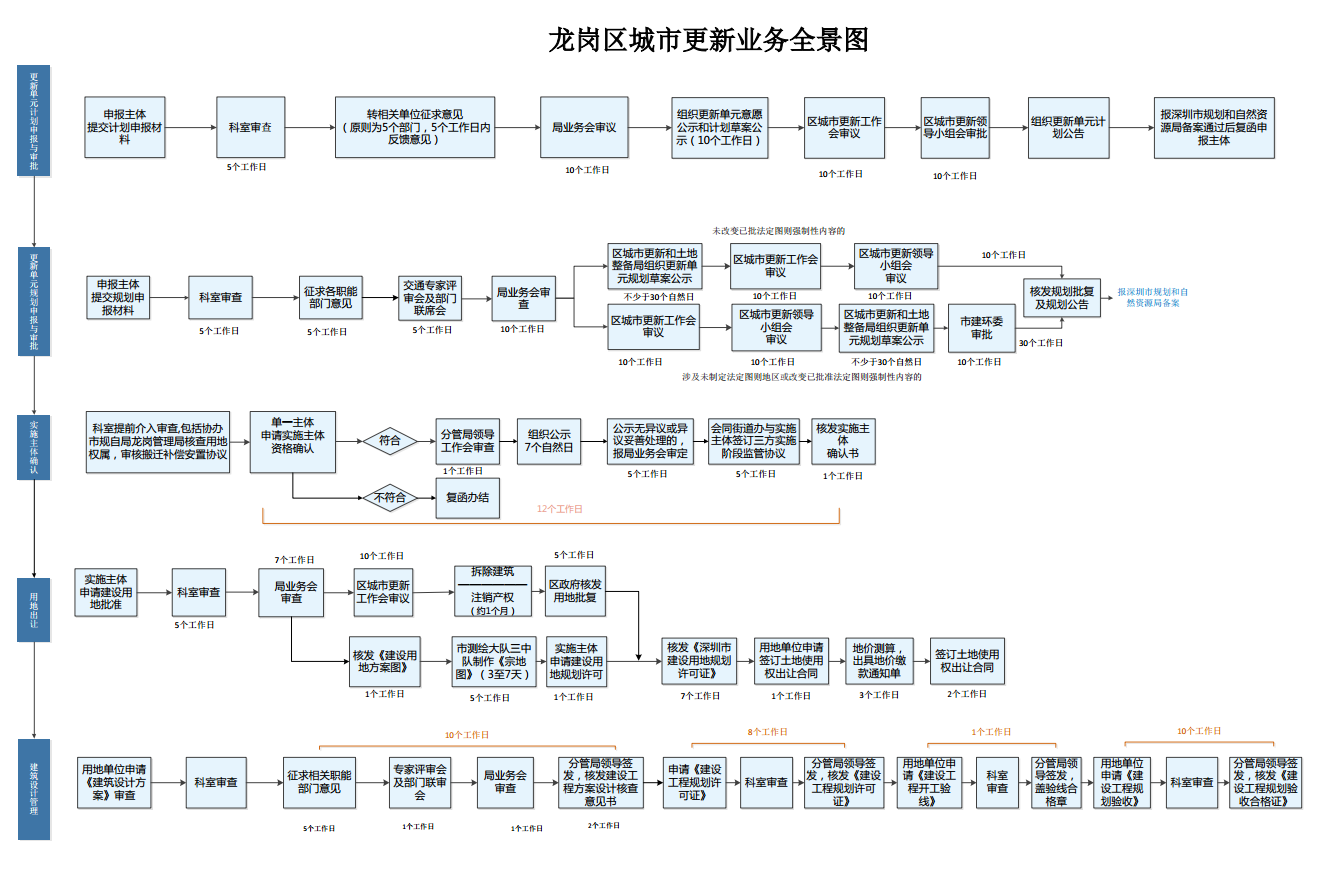 龙岗区城市更新业务全景图
更新单元计划申报与审批
申报主体
提交计划申报材
料
科室审查
5个工作日
转相关单位征求意见
（原则为5个部门，5个工作日内
反馈意见）
局业务会审议
10个工作日
组织更新单元意愿
公示和计划草案公
示（10个工作日）
区城市更新工作
会审议
10个工作日
区城市更新领
导小组会审批
10个工作日
组织更新单元计
划公告
报深圳市规划和自然资
源局备案通过后复函申
报主体
更新单元规划申报与审批
申报主体
提交规划申
报材料
科室审查
5个工作日
征求各职能
部门意见
5个工作日
交通专家评
审会及部门
联席会
5个工作日
局业务会审
查
10个工作日
未改变已批法定图则强制性内容的
区城市更新和土地
整备局组织更新单
元规划草案公示
不少于30个自然日
区城市更新工作会
审议
10个工作日
区城市更新领导
小组会
审议
10个工作日
10个工作日
区城市更新工作会
审议
10个工作日
区城市更新领导
小组会
审议
10个工作日
区城市更新和土地
整备局组织更新单
元规划草案公示
不少于30个自然日
市建环委
审批
10个工作日
30个工作日
涉及未制定法定图则地区或改变已批准法定图则强制性内容的
核发规划批复
及规划公告
报深圳市规划和自
然资源局备案
实施主体确认
科室提前介入审查,包括协办
市规自局龙岗管理局核查用地
权属，审核搬迁补偿安置协议
单一主体
申请实施主体
资格确认
符合
分管局领导
工作会审查
1个工作日
组织公示
7个自然日
公示无异议或异
议妥善处理的，
报局业务会审定
5个工作日
会同街道办与实施
主体签订三方实施
阶段监管协议
5个工作日
核发实施主
体
确认书
1个工作日
不符合
复函办结
12个工作日
用地出让
实施主体
申请建设用
地批准
科室审查
5个工作日
7个工作日
局业务会
审查
10个工作日
区城市更新
工作会审议
拆除建筑
注销产权
（约1个月）
5个工作日
区政府核发
用地批复
核发《建设用
地方案图》
1个工作日
市测绘大队三中
队制作《宗地
图》（3至7天）
5个工作日
实施主体
申请建设用
地规划许可
1个工作日
核发《深圳市
建设用地规划
许可证》
7个工作日
用地单位申请
签订土地使用
权出让合同
1个工作日
地价测算，
出具地价缴
款通知单
3个工作日
签订土地使用
权出让合同
2个工作日
建筑设计管理
10个工作日
8个工作日
1个工作日
10个工作日
用地单位申请
《建筑设计方
案》审查
科室审查
征求相关职能
部门意见
5个工作日
专家评审会
及部门联审
会
1个工作日
局业务会
审查
1个工作日
分管局领导签
发，核发建设工
程方案设计核查
意见书
2个工作日
申请《建设
工程规划许
可证》
科室审查
分管局领导签
发，核发《建设
工程规划许可
证》
用地单位申
请《建设工
程开工验
线》
科室
审查
分管局领
导签发，
盖验线合
格章
用地单位
申请《建
设工程规
划验收》
科室审查
分管局领导签
发，核发《建
设工程规划验
收合格证》